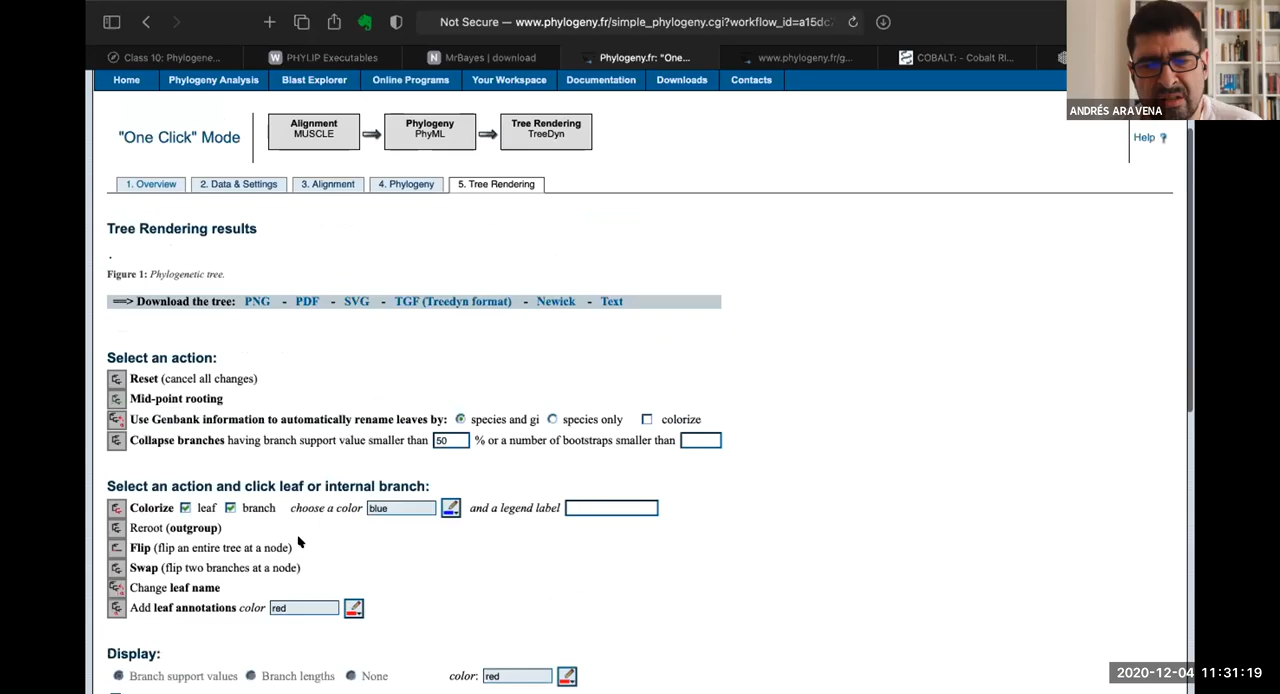 Not Secure — www.phylogeny.fr/simple_phylogeny.cgi?workflow_id=a15dc7
Class 10: Phylogene...
PHYLIP Executables
MrBayes | download
Phylogeny.fr: "One...
www.phylogeny.fr/g...
COBALT: - Cobalt RI...
Home
Phylogeny Analysis
Blast Explorer
Online Programs
Your Workspace
Documentation
Downloads
Contacts
ANDRÉS ARAVENA
"One Click" Mode
Alignment
MUSCLE
Phylogeny
PhyML
Tree Rendering
TreeDyn
Help ?
1. Overview
2. Data & Settings
3. Alignment
4. Phylogeny
5. Tree Rendering
Tree Rendering results
.
Figure 1: Phylogenetic tree.
==> Download the tree: PNG - PDF - SVG - TGF (Treedyn format) - Newick - Text
Select an action:
Reset (cancel all changes)
Mid-point rooting
Use Genbank information to automatically rename leaves by: species and gi species only colorize
Collapse branches having branch support value smaller than 50 % or a number of bootstraps smaller than
Select an action and click leaf or internal branch:
Colorize leaf branch choose a color blue and a legend label
Reroot (outgroup)
Flip (flip an entire tree at a node)
Swap (flip two branches at a node)
Change leaf name
Add leaf annotations color red
Display:
Branch support values Branch lengths None color: red
2020-12-04 11:31:19